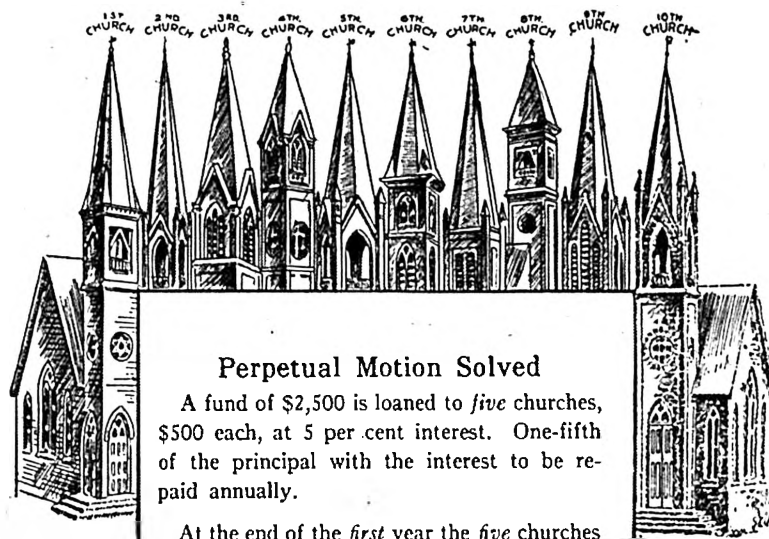 1ST CHURCH 2ND CHURCH 3RD CHURCH 4TH CHURCH 5TH. CHURCH 6TH. CHURCH 7TH CHURCH 8TH. CHURCH 9TH CHURCH 10TH. CHURCH
Perpetual Motion Solved
A fund of $2,500 is loaned to five churches,
$500 each, at 5 per cent interest. One-fifth
of the principal with the interest to be re-
paid annually.
At the end of the first year the five churches